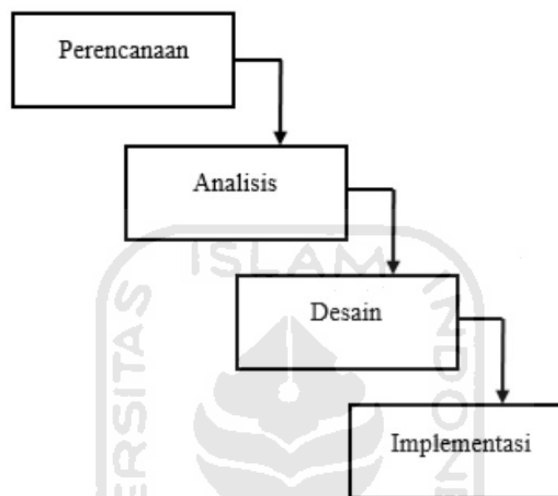 Perencanaan
Analisis
ISLAM
Desain
Implementasi